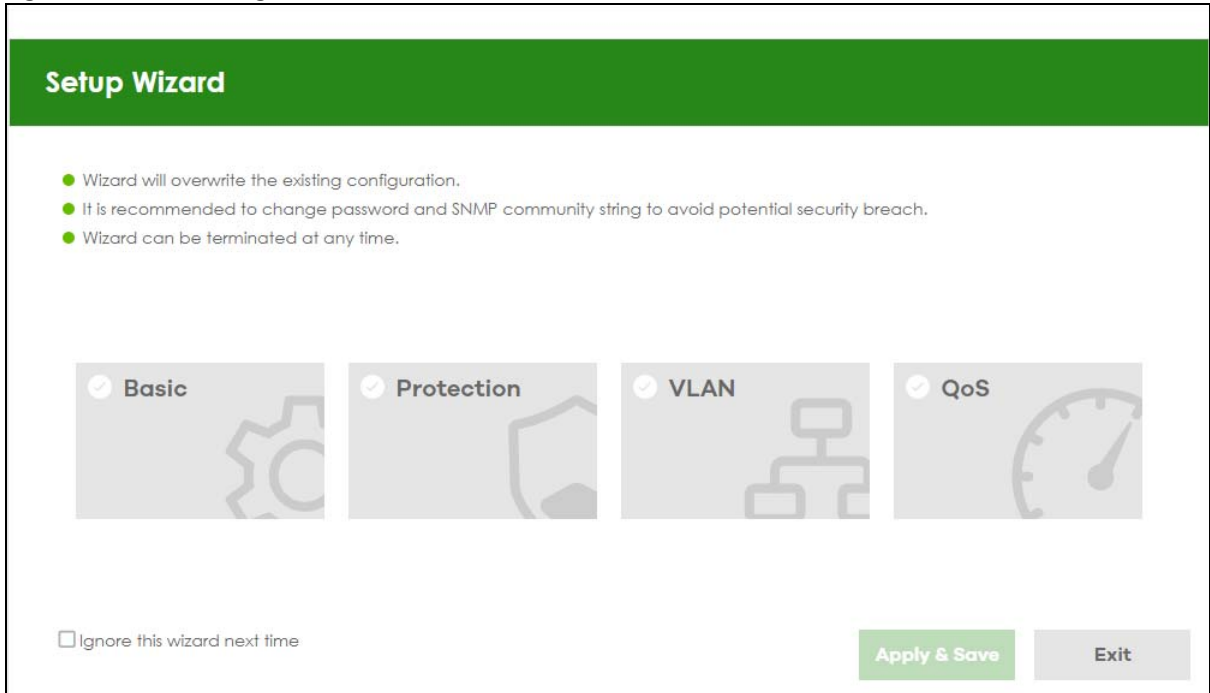 Setup Wizard
Wizard will overwrite the existing configuration.
It is recommended to change password and SNMP community string to avoid potential security breach.
Wizard can be terminated at any time.
Basic
Protection
VLAN
QoS
Ignore this wizard next time
Apply & Save
Exit